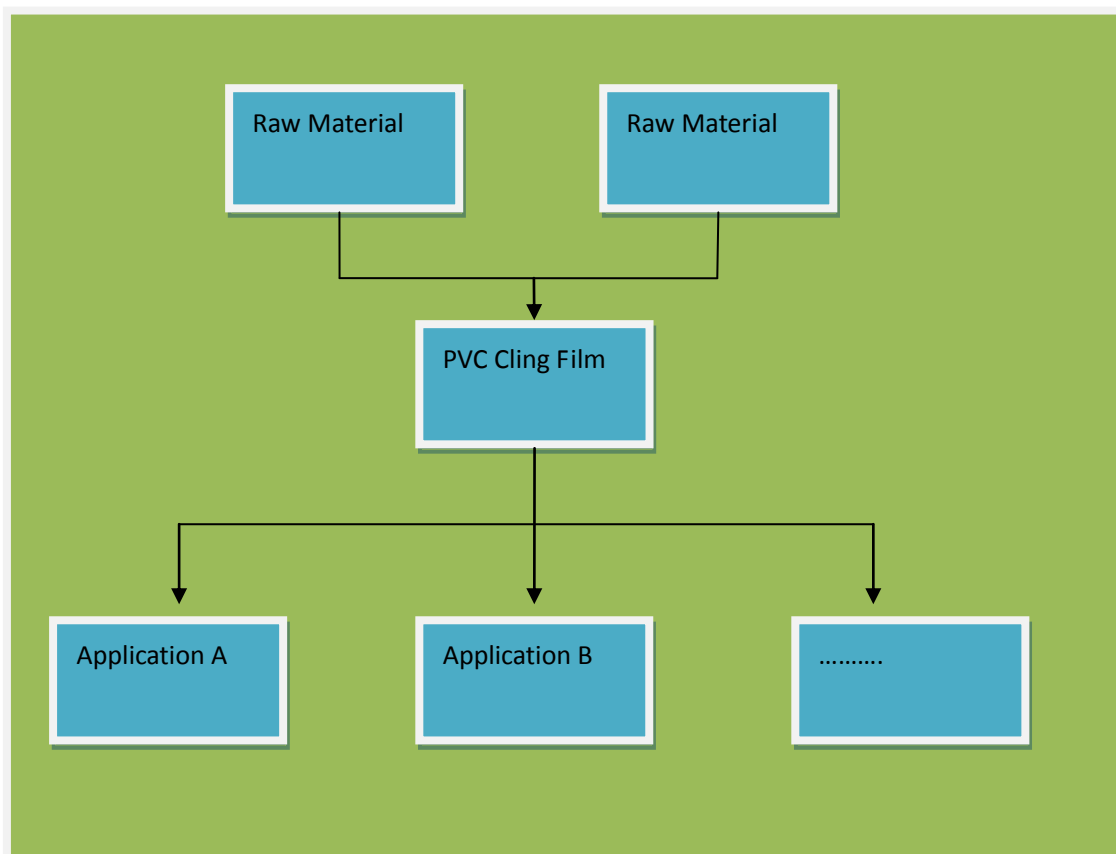 Raw Material
Raw Material
PVC Cling Film
Application A
Application B
……….